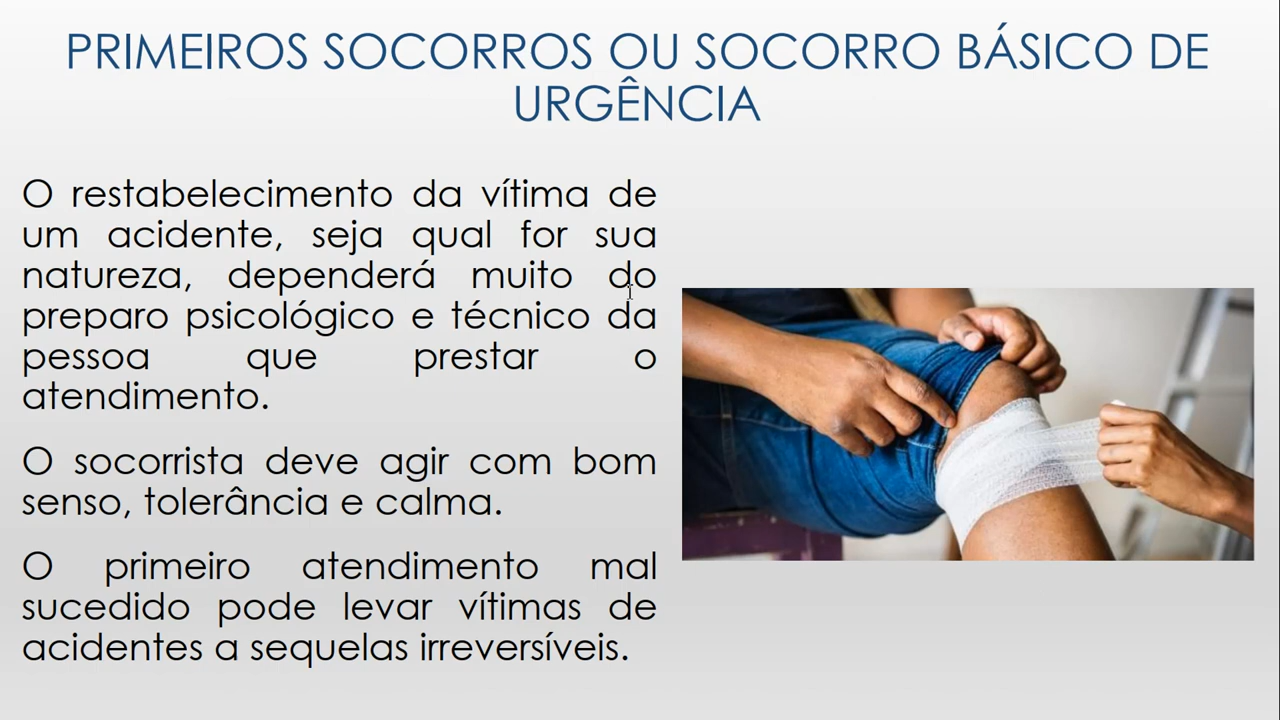 PRIMEIROS SOCORROS OU SOCORRO BÁSICO DE
URGÊNCIA
O restabelecimento da vítima de
um acidente, seja qual for sua
natureza, dependerá muito do
preparo psicológico e técnico da
pessoa que prestar o
atendimento.
O socorrista deve agir com bom
senso, tolerância e calma.
O primeiro atendimento mal
sucedido pode levar vítimas de
acidentes a sequelas irreversíveis.